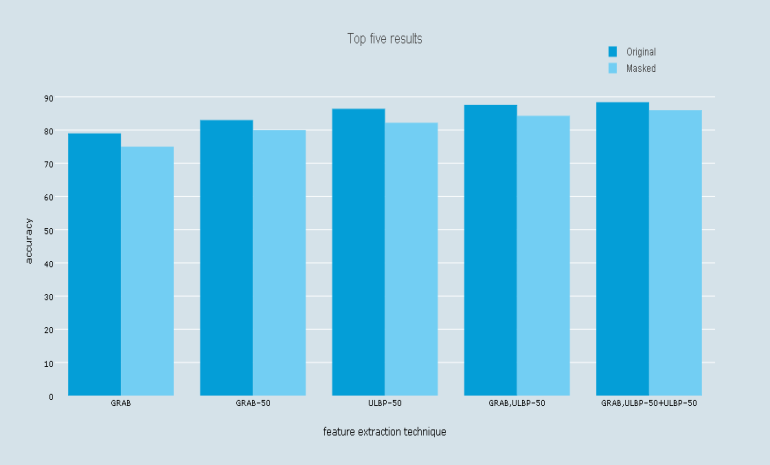 Top five results
Original
Masked
90
80
70
60
50
40
30
20
10
0
accuracy
GRAB
GRAB-50
ULBP-50
GRAB,ULBP-50
GRAB,ULBP-50+ULBP-50
feature extraction technique